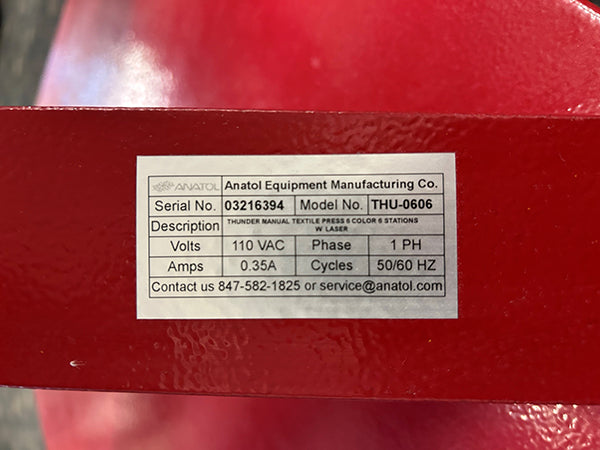 ANATOL Anatol Equipment Manufacturing Co.
Serial No. 03216394 Model No. THU-0606
Description THUNDER MANUAL TEXTILE PRESS 6 COLOR 6 STATIONS
W LASER
Volts 110 VAC Phase 1 PH
Amps 0.35A Cycles 50/60 HZ
Contact us 847-582-1825 or service@anatol.com